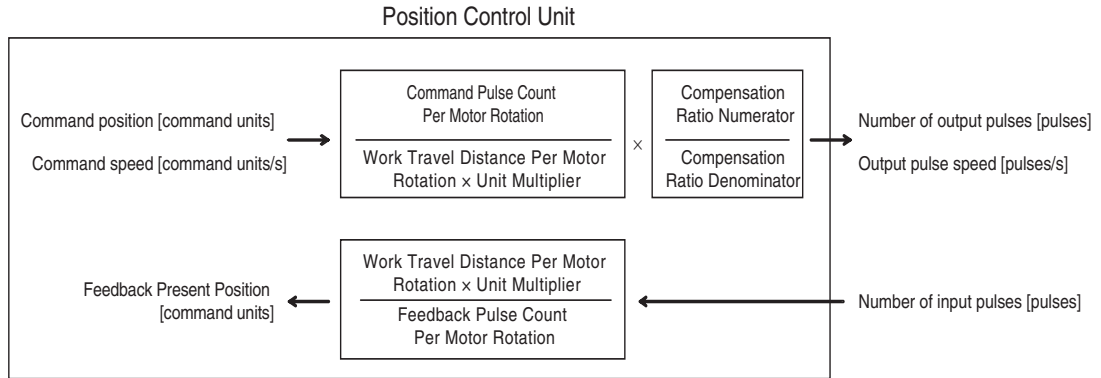 Position Control Unit
Command position [command units]
Command speed [command units/s]
Command Pulse Count
Per Motor Rotation
Work Travel Distance Per Motor
Rotation × Unit Multiplier
×
Compensation
Ratio Numerator
Compensation
Ratio Denominator
Number of output pulses [pulses]
Output pulse speed [pulses/s]
Feedback Present Position
[command units]
Work Travel Distance Per Motor
Rotation × Unit Multiplier
Feedback Pulse Count
Per Motor Rotation
Number of input pulses [pulses]